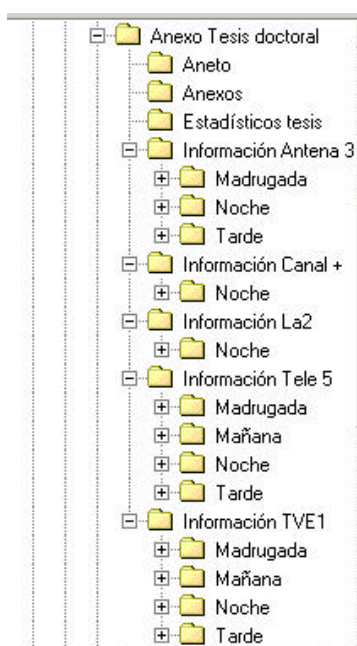 Anexo Tesis doctoral
Aneto
Anexos
Estadísticos tesis
Información Antena 3
Madrugada
Noche
Tarde
Información Canal +
Noche
Información La2
Noche
Información Tele 5
Madrugada
Mañana
Noche
Tarde
Información TVE1
Madrugada
Mañana
Noche
Tarde